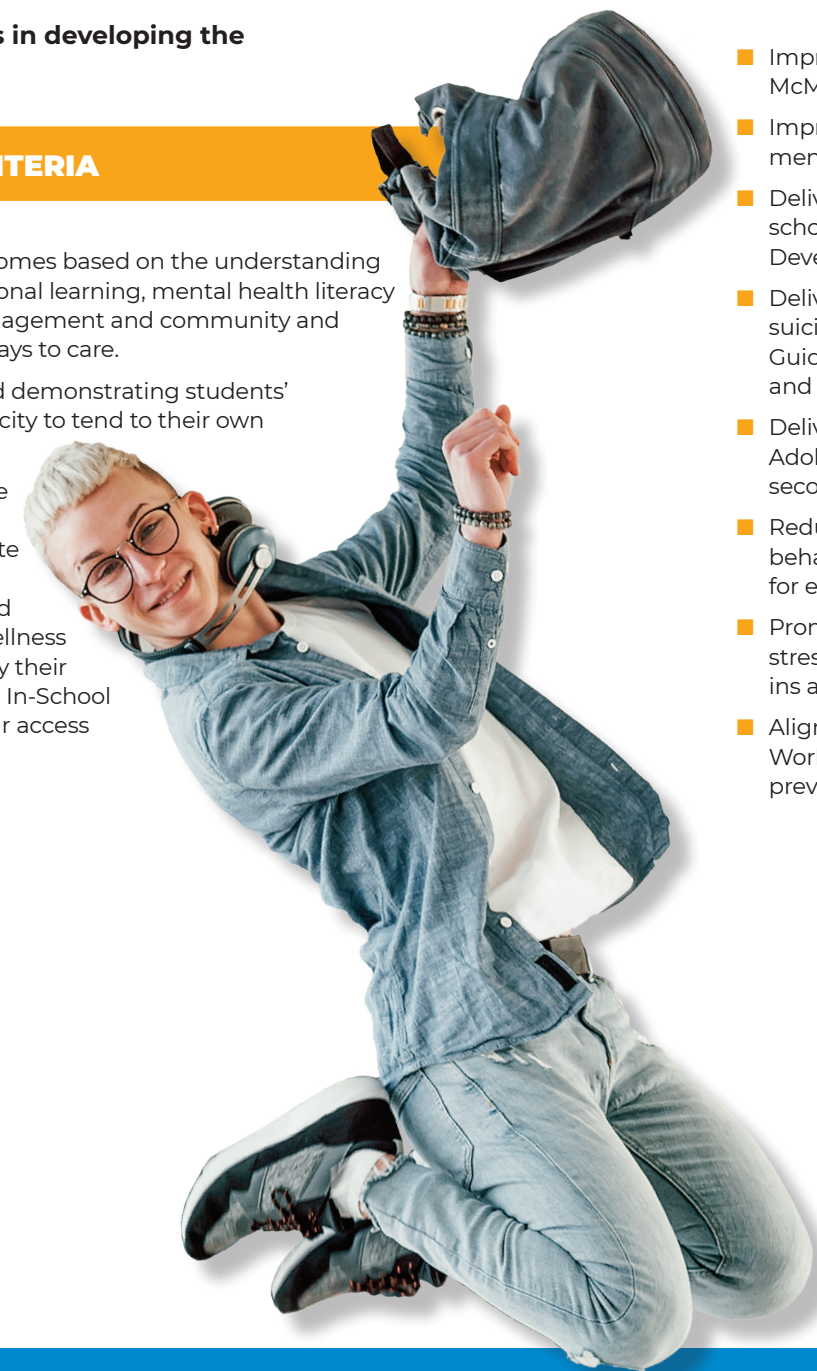 s in developing the
ITERIA
omes based on the understanding
onal learning, mental health literacy
agement and community and
ays to care.
d demonstrating students’
city to tend to their own
e
te
d
ellness
y their
In-School
r access
■ Impr
McM
■ Impr
men
■ Deliv
scho
Deve
■ Deliv
suici
Guid
and
■ Deliv
Adol
seco
■ Redu
beha
for e
■ Pron
stres
ins a
■ Align
Wori
prev